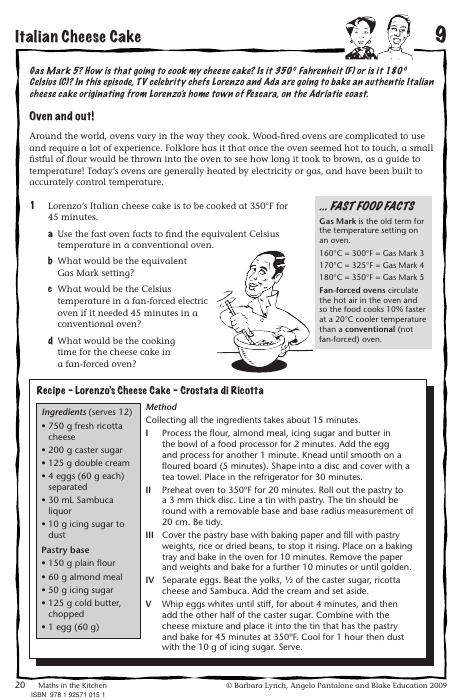 Italian Cheese Cake
9
Gas Mark 5? How is that going to cook my cheese cake? Is it 350° Fahrenheit (F) or is it 180°
Celsius (C)? In this episode, TV celebrity chefs Lorenzo and Ada are going to bake an authentic Italian
cheese cake originating from Lorenzo's home town of Pescara, on the Adriatic coast.
Oven and out!
Around the world, ovens vary in the way they cook. Wood-fired ovens are complicated to use
and require a lot of experience. Folklore has it that once the oven seemed hot to touch, a small
fistful of flour would be thrown into the oven to see how long it took to brown, as a guide to
temperature! Today's ovens are generally heated by electricity or gas, and have been built to
accurately control temperature.
1 Lorenzo's Italian cheese cake is to be cooked at 350°F for
45 minutes.
a Use the fast oven facts to find the equivalent Celsius
temperature in a conventional oven.
b What would be the equivalent
Gas Mark setting?
c What would be the Celsius
temperature in a fan-forced electric
oven if it needed 45 minutes in a
conventional oven?
d What would be the cooking
time for the cheese cake in
a fan-forced oven?
... FAST FOOD FACTS
Gas Mark is the old term for
the temperature setting on
an oven.
160°C = 300°F = Gas Mark 3
170°C = 325°F = Gas Mark 4
180°C = 350°F = Gas Mark 5
Fan-forced ovens circulate
the hot air in the oven and
so the food cooks 10% faster
at a 20°C cooler temperature
than a conventional (not
fan-forced) oven.
Recipe – Lorenzo's Cheese Cake – Crostata di Ricotta
Ingredients (serves 12)
• 750 g fresh ricotta
cheese
• 200 g caster sugar
• 125 g double cream
• 4 eggs (60 g each)
separated
• 30 mL Sambuca
liquor
• 10 g icing sugar to
dust
Pastry base
• 150 g plain flour
• 60 g almond meal
• 50 g icing sugar
• 125 g cold butter,
chopped
• 1 egg (60 g)
Method
Collecting all the ingredients takes about 15 minutes.
I Process the flour, almond meal, icing sugar and butter in
the bowl of a food processor for 2 minutes. Add the egg
and process for another 1 minute. Knead until smooth on a
floured board (5 minutes). Shape into a disc and cover with a
tea towel. Place in the refrigerator for 30 minutes.
II Preheat oven to 350°F for 20 minutes. Roll out the pastry to
a 3 mm thick disc. Line a tin with pastry. The tin should be
round with a removable base and base radius measurement of
20 cm. Be tidy.
III Cover the pastry base with baking paper and fill with pastry
weights, rice or dried beans, to stop it rising. Place on a baking
tray and bake in the oven for 10 minutes. Remove the paper
and weights and bake for a further 10 minutes or until golden.
IV Separate eggs. Beat the yolks, ½ of the caster sugar, ricotta
cheese and Sambuca. Add the cream and set aside.
V Whip eggs whites until stiff, for about 4 minutes, and then
add the other half of the caster sugar. Combine with the
cheese mixture and place it into the tin that has the pastry
and bake for 45 minutes at 350°F. Cool for 1 hour then dust
with the 10 g of icing sugar. Serve.
20 Maths in the Kitchen
© Barbara Lynch, Angelo Pantalone and Blake Education 2009
ISBN 978 1 92571 015 1